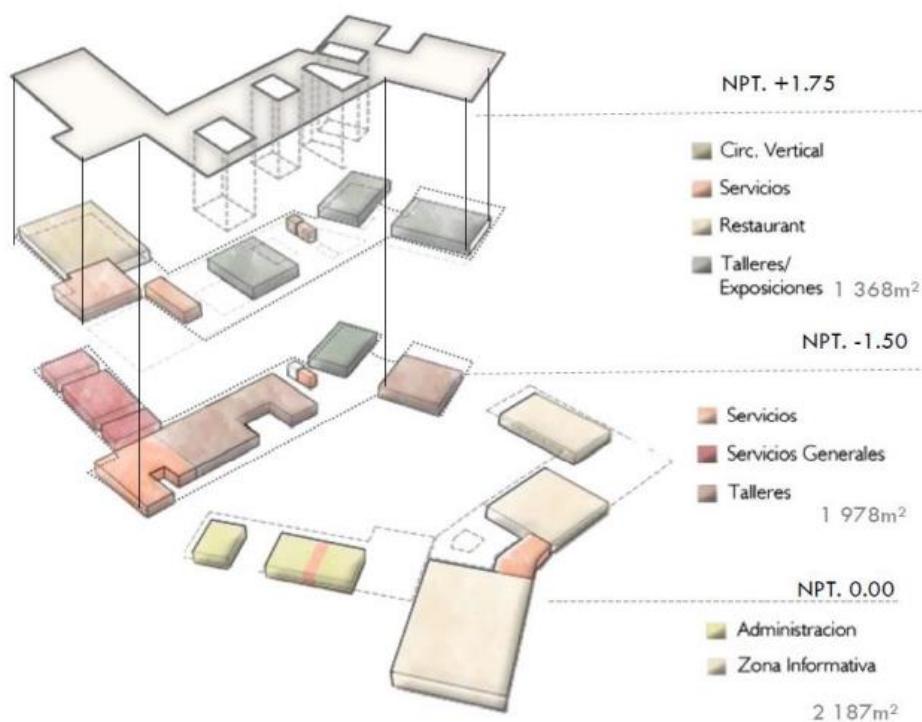 NPT. +1.75
Circ. Vertical
Servicios
Restaurant
Talleres/
Exposiciones 1 368m²
NPT. -1.50
Servicios
Servicios Generales
Talleres
1 978m²
NPT. 0.00
Administracion
Zona Informativa
2 187m²